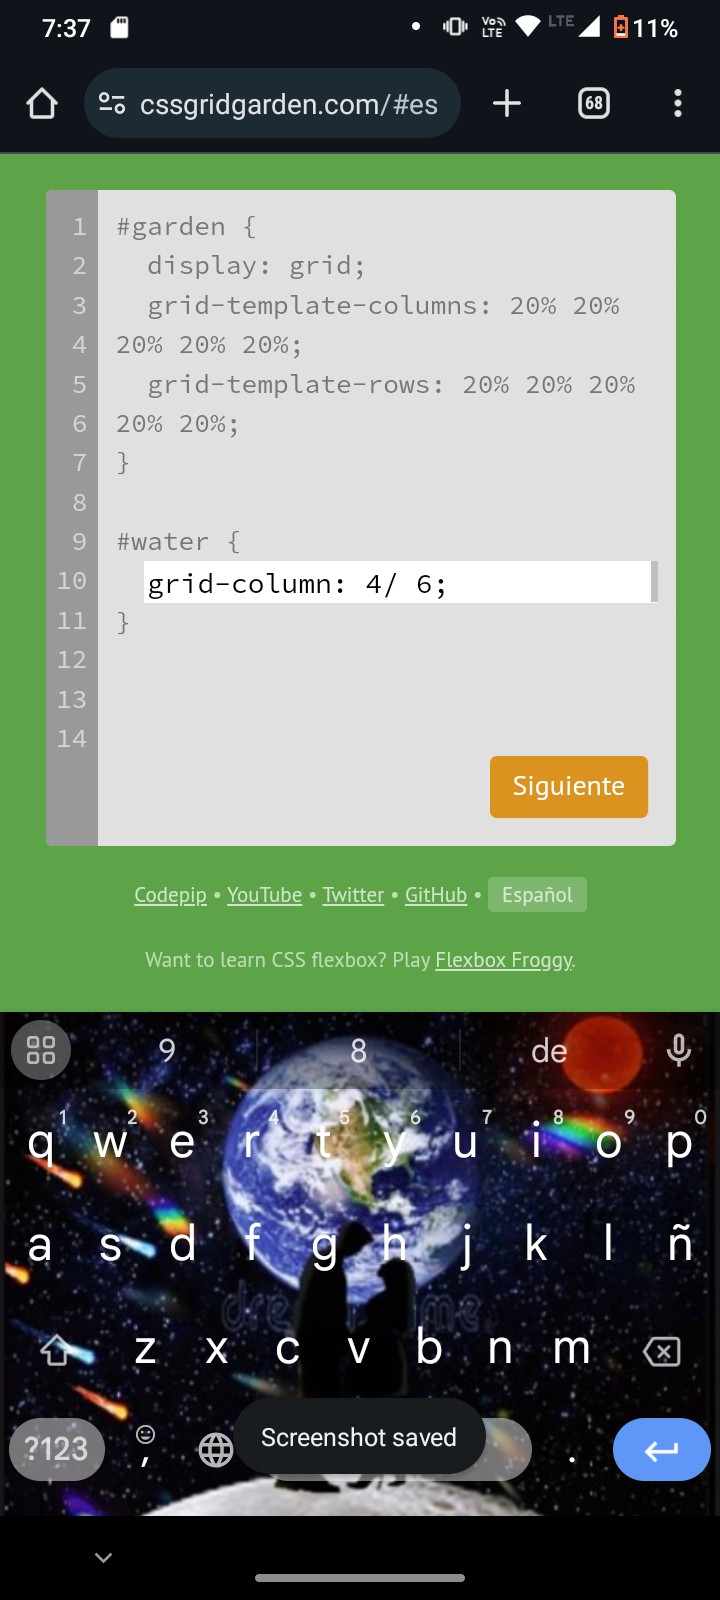 7:37 VoLTE LTE 11%
cssgridgarden.com/#es 68
1 #garden {
2 display: grid;
3 grid-template-columns: 20% 20%
4 20% 20% 20%;
5 grid-template-rows: 20% 20% 20%
6 20% 20%;
7 }
8
9 #water {
10 grid-column: 4/ 6;
11 }
12
13
14
Siguiente
Codepip • YouTube • Twitter • GitHub • Español
Want to learn CSS flexbox? Play Flexbox Froggy.
9 8 de
1 2 3 4 5 6 7 8 9 0
q w e r t y u i o p
a s d f g h j k l ñ
z x c v b n m
?123 , Screenshot saved .